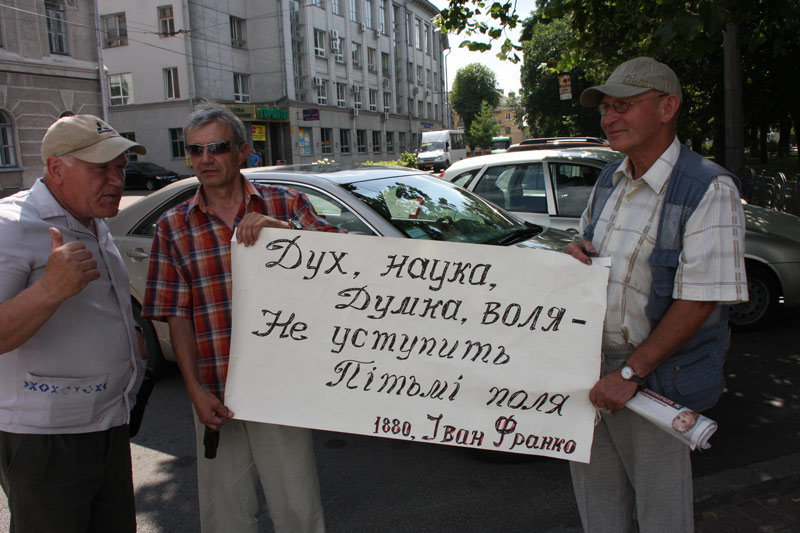 Дух, наука,
Думка, воля–
Не уступить
Пітьмі поля
1880, Іван Франко